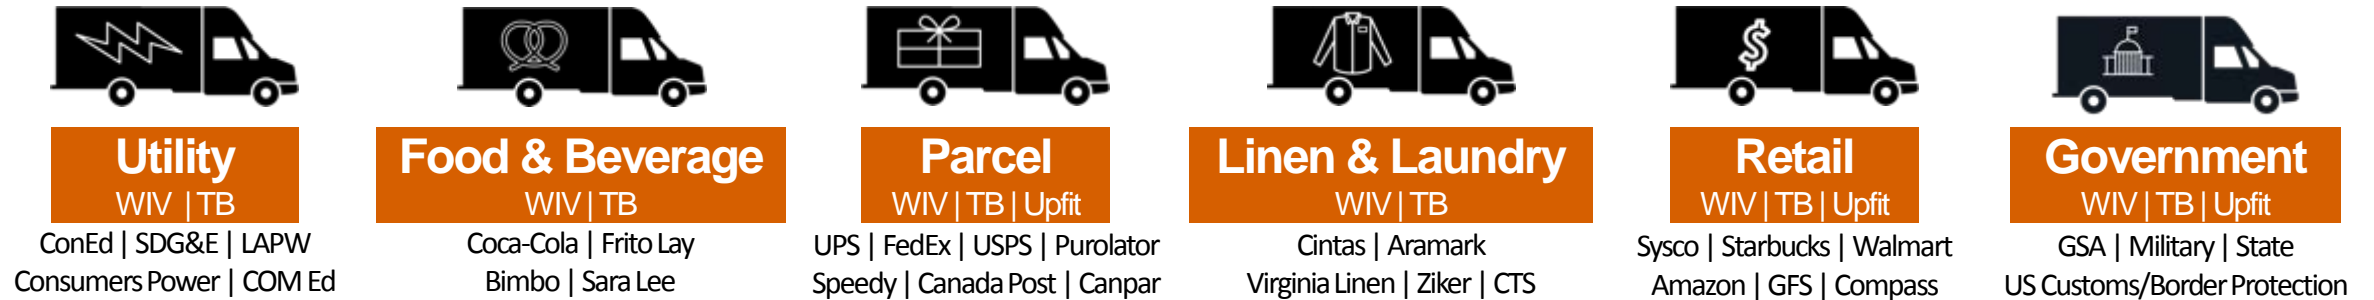 Utility
WIV | TB
ConEd | SDG&E | LAPW
Consumers Power | COM Ed
Food & Beverage
WIV | TB
Coca-Cola | Frito Lay
Bimbo | Sara Lee
Parcel
WIV | TB | Upfit
UPS | FedEx | USPS | Purolator
Speedy | Canada Post | Canpar
Linen & Laundry
WIV | TB
Cintas | Aramark
Virginia Linen | Ziker | CTS
$
Retail
WIV | TB | Upfit
Sysco | Starbucks | Walmart
Amazon | GFS | Compass
Government
WIV | TB | Upfit
GSA | Military | State
US Customs/Border Protection